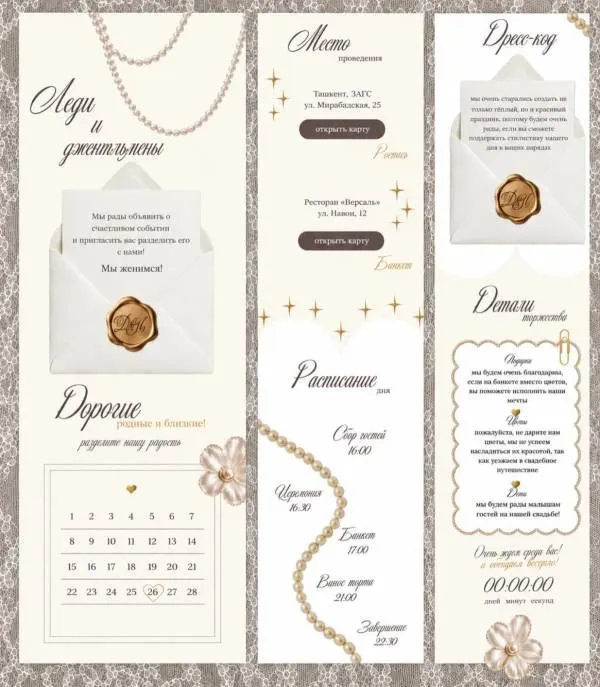 Леди
и
джентльмены
Мы рады объявить о
счастливом событии
и пригласить вас разделить его
с нами!
Мы женимся!
Дорогие
родные и близкие!
разделите нашу радость
1 2 3 4 5 6 7
8 9 10 11 12 13 14
15 16 17 18 19 20 21
22 23 24 25 26 27 28
Место
проведения
Ташкент, ЗАГС
ул. Мирабадская, 25
открыть карту
Роспись
Ресторан «Версаль»
ул. Навои, 12
открыть карту
Банкет
Расписание
дня
Сбор гостей
16:00
Церемония
16:30
Банкет
17:00
Вынос торта
21:00
Завершение
22:30
Дресс-код
мы очень старались создать не
только тёплый, но и красивый
праздник, поэтому будем очень
рады, если вы сможете
поддержать стилистику нашего
дня в ваших нарядах
Детали
торжества
Подарки
мы будем очень благодарны,
если на банкете вместо цветов,
вы поможете исполнить наши
мечты
Цветы
пожалуйста, не дарите нам
цветы, мы не успеем
насладиться их красотой, так
как уезжаем в свадебное
путешествие
Дети
мы будем рады малышам
гостей на нашей свадьбе!
Очень ждем среди вас!
и обещаем веселье!
00:00:00
дней минут секунд